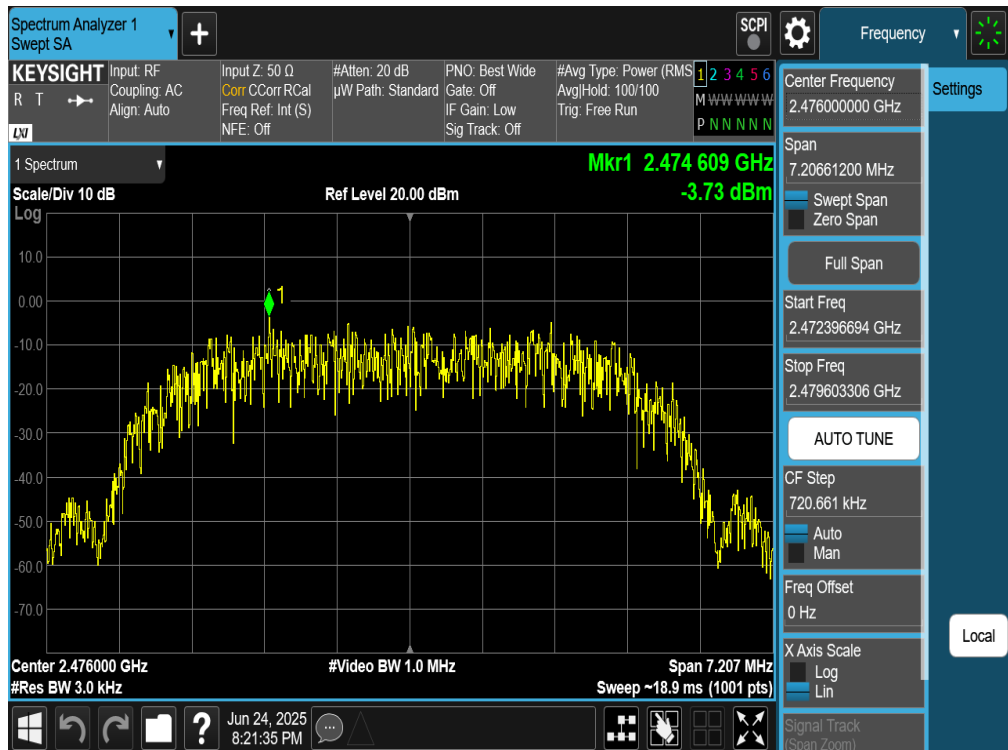 Spectrum Analyzer 1
Swept SA
+
SCPI
Frequency
KEYSIGHT
R T
LXI
Input: RF
Coupling: AC
Align: Auto
Input Z: 50 Ω
Corr CCorr RCal
Freq Ref: Int (S)
NFE: Off
#Atten: 20 dB
µW Path: Standard
PNO: Best Wide
Gate: Off
IF Gain: Low
Sig Track: Off
#Avg Type: Power (RMS
Avg|Hold: 100/100
Trig: Free Run
1 2 3 4 5 6
M W W W W W
P N N N N N
1 Spectrum
Scale/Div 10 dB
Log
Ref Level 20.00 dBm
Mkr1 2.474 609 GHz
-3.73 dBm
10.0
0.00
-10.0
-20.0
-30.0
-40.0
-50.0
-60.0
-70.0
1
Center 2.476000 GHz
#Res BW 3.0 kHz
#Video BW 1.0 MHz
Span 7.207 MHz
Sweep ~18.9 ms (1001 pts)
Center Frequency
2.476000000 GHz
Settings
Span
7.20661200 MHz
Swept Span
Zero Span
Full Span
Start Freq
2.472396694 GHz
Stop Freq
2.479603306 GHz
AUTO TUNE
CF Step
720.661 kHz
Auto
Man
Freq Offset
0 Hz
X Axis Scale
Log
Lin
Local
Signal Track
(Span Zoom)
?
Jun 24, 2025
8:21:35 PM